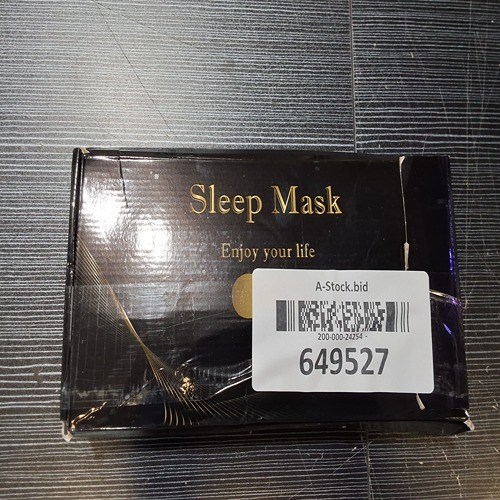 Sleep Mask
Enjoy your life
A-Stock.bid
200-000-24254 -
649527